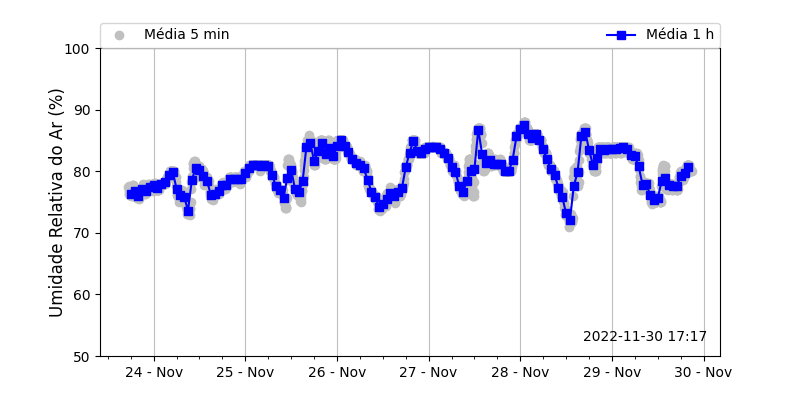 Média 5 min
Média 1 h
Umidade Relativa do Ar (%)
100
90
80
70
60
50
2022-11-30 17:17
24 - Nov
25 - Nov
26 - Nov
27 - Nov
28 - Nov
29 - Nov
30 - Nov